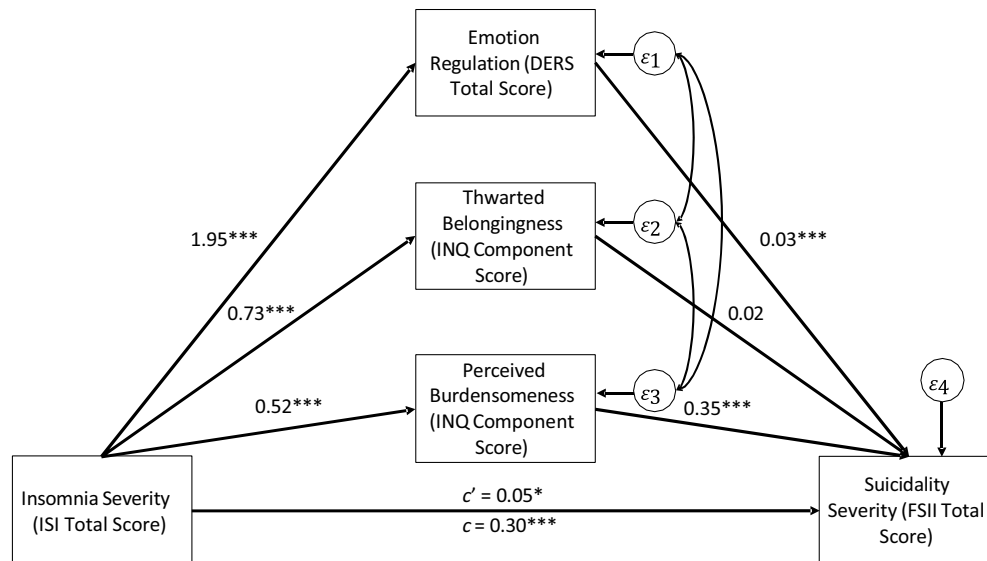 Emotion
Regulation (DERS
Total Score)
ε1
Thwarted
Belongingness
(INQ Component
Score)
ε2
1.95***
0.03***
0.73***
0.02
Perceived
Burdensomeness
(INQ Component
Score)
ε3
0.52***
0.35***
ε4
Insomnia Severity
(ISI Total Score)
c’ = 0.05*
c = 0.30***
Suicidality
Severity (FSII Total
Score)